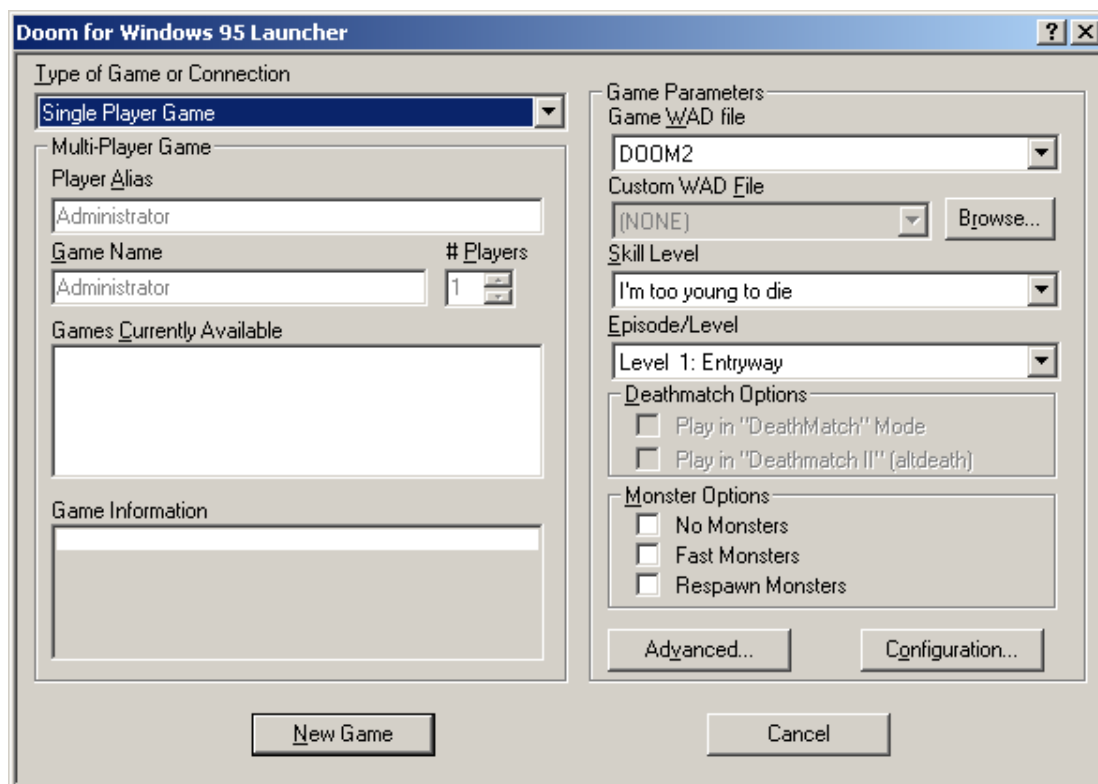 Doom for Windows 95 Launcher
Type of Game or Connection
Single Player Game
Multi-Player Game
Player Alias
Administrator
Game Name
# Players
Administrator
1
Games Currently Available
Game Information
Game Parameters
Game WAD file
DOOM2
Custom WAD File
(NONE)
Browse...
Skill Level
I'm too young to die
Episode/Level
Level 1: Entryway
Deathmatch Options
Play in "DeathMatch" Mode
Play in "Deathmatch II" (altdeath)
Monster Options
No Monsters
Fast Monsters
Respawn Monsters
Advanced...
Configuration...
New Game
Cancel